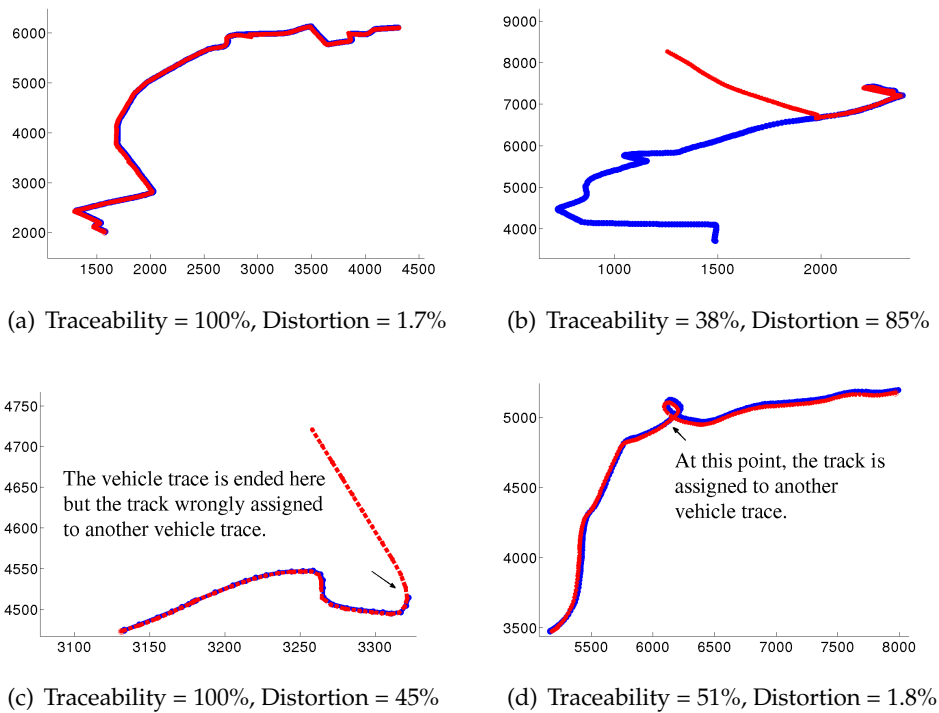 6000
5000
4000
3000
2000
1500 2000 2500 3000 3500 4000 4500
(a) Traceability = 100%, Distortion = 1.7%
9000
8000
7000
6000
5000
4000
1000 1500 2000
(b) Traceability = 38%, Distortion = 85%
4750
4700
4650
4600
4550
4500
The vehicle trace is ended here
but the track wrongly assigned
to another vehicle trace.
3100 3150 3200 3250 3300
(c) Traceability = 100%, Distortion = 45%
5000
4500
4000
3500
At this point, the track is
assigned to another
vehicle trace.
5500 6000 6500 7000 7500 8000
(d) Traceability = 51%, Distortion = 1.8%